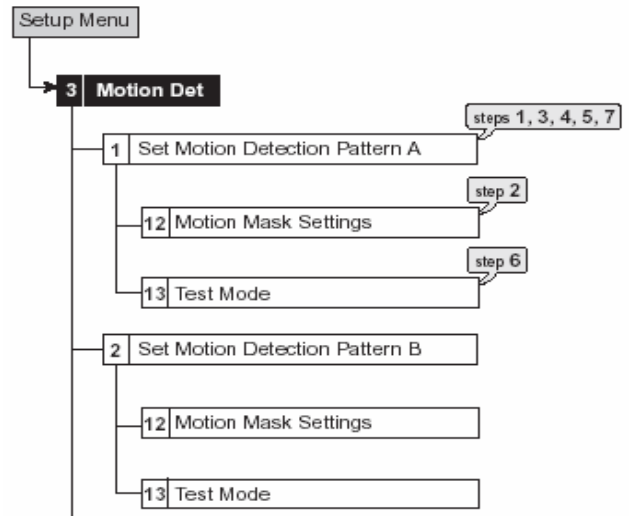 Setup Menu
3 Motion Det
steps 1, 3, 4, 5, 7
1 Set Motion Detection Pattern A
step 2
12 Motion Mask Settings
step 6
13 Test Mode
2 Set Motion Detection Pattern B
12 Motion Mask Settings
13 Test Mode